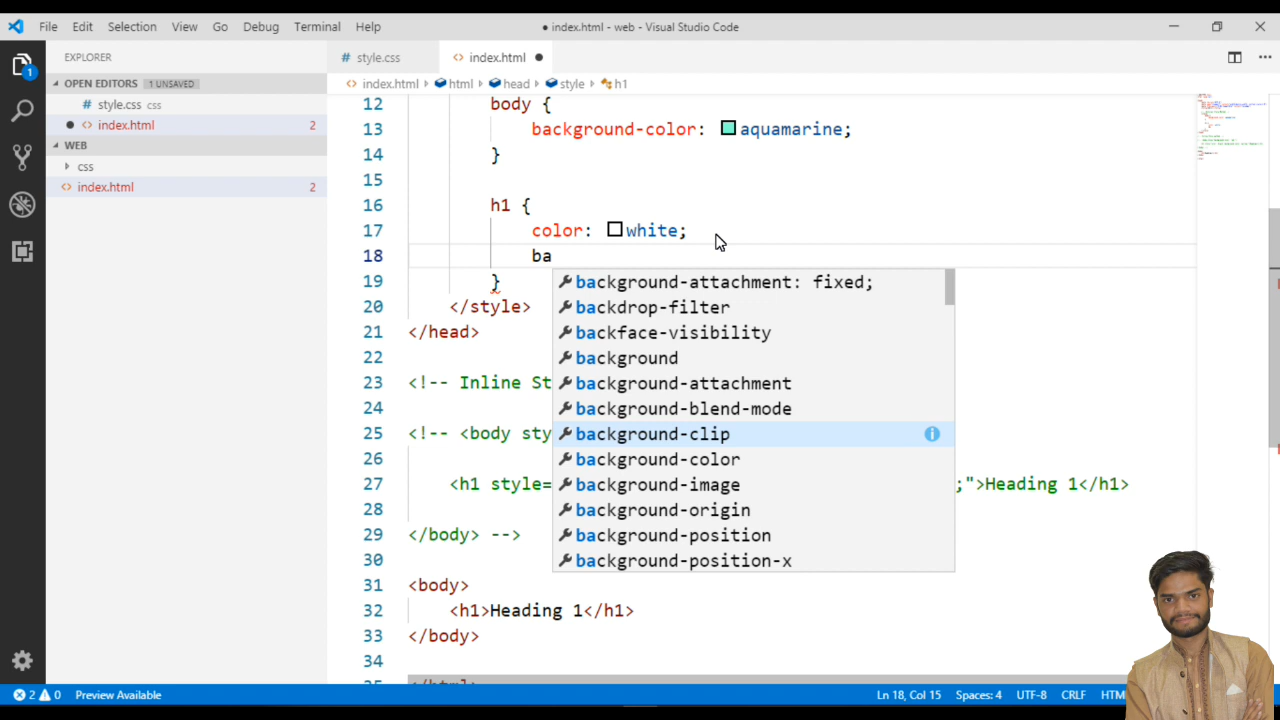 File Edit Selection View Go Debug Terminal Help
● index.html - web - Visual Studio Code
EXPLORER
OPEN EDITORS 1 UNSAVED
style.css css
index.html 2
WEB
css
index.html 2
style.css
index.html
index.html html head style h1
12 body {
13 background-color: aquamarine;
14 }
15
16 h1 {
17 color: white;
18 ba
19 }
20 </style>
21 </head>
22
23 <!-- Inline St
24
25 <!-- <body sty
26
27 <h1 style= ;">Heading 1</h1>
28
29 </body> -->
30
31 <body>
32 <h1>Heading 1</h1>
33 </body>
34
35 </html>
background-attachment: fixed;
backdrop-filter
backface-visibility
background
background-attachment
background-blend-mode
background-clip
background-color
background-image
background-origin
background-position
background-position-x
1
2 0 Preview Available
Ln 18, Col 15 Spaces: 4 UTF-8 CRLF HTM